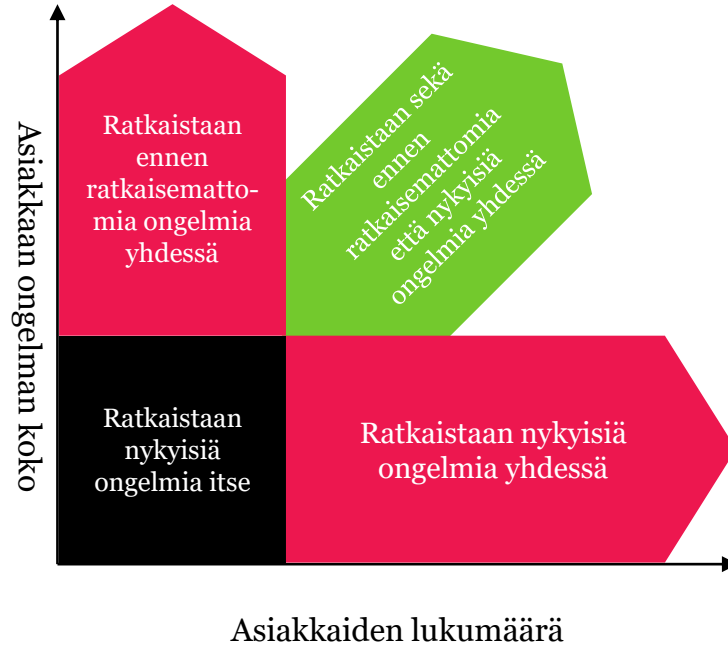 Asiakkaan ongelman koko
Ratkaistaan
ennen
ratkaisematto-
mia ongelmia
yhdessä
Ratkaistaan sekä
ennen
ratkaisemattomia
että nykyisiä
ongelmia yhdessä
Ratkaistaan
nykyisiä
ongelmia itse
Ratkaistaan nykyisiä
ongelmia yhdessä
Asiakkaiden lukumäärä